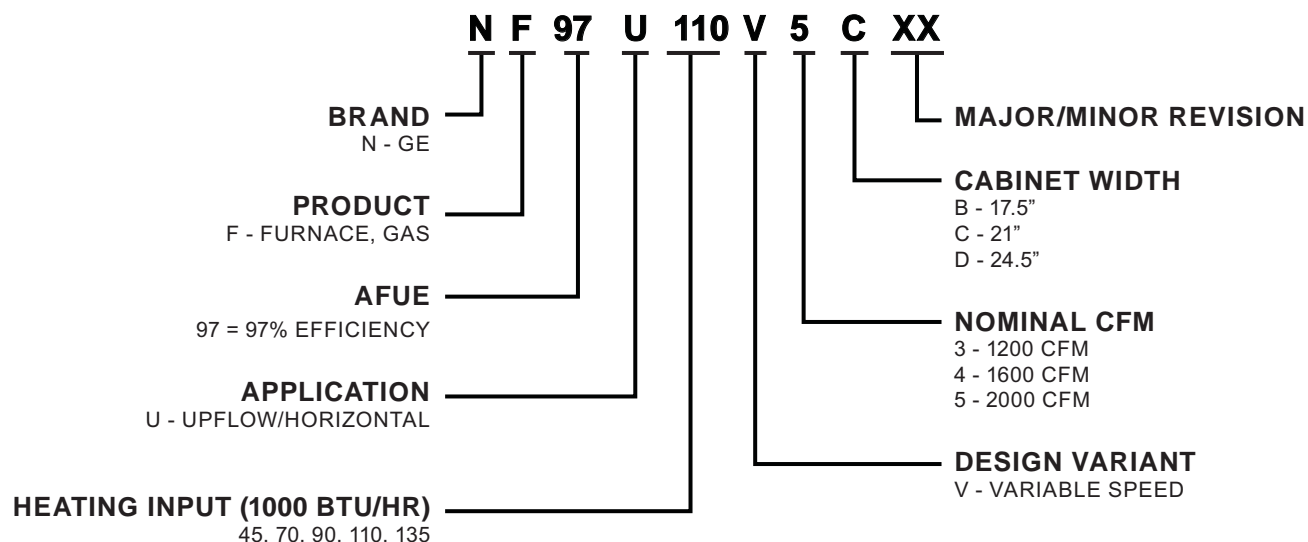 N F 97 U 110 V 5 C XX
BRAND
N - GE
PRODUCT
F - FURNACE, GAS
AFUE
97 = 97% EFFICIENCY
APPLICATION
U - UPFLOW/HORIZONTAL
HEATING INPUT (1000 BTU/HR)
45, 70, 90, 110, 135
MAJOR/MINOR REVISION
CABINET WIDTH
B - 17.5”
C - 21”
D - 24.5”
NOMINAL CFM
3 - 1200 CFM
4 - 1600 CFM
5 - 2000 CFM
DESIGN VARIANT
V - VARIABLE SPEED